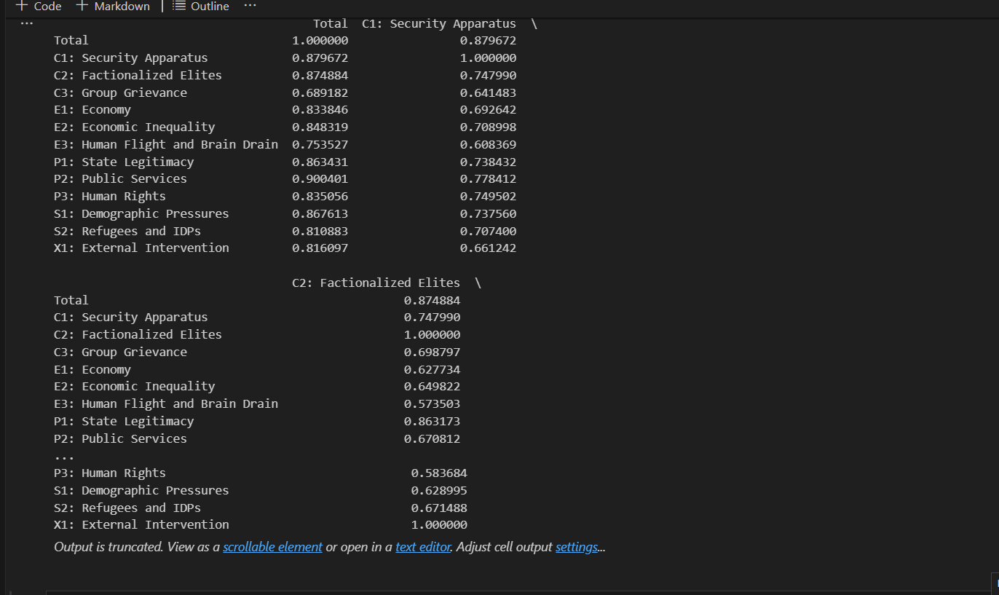 + Code + Markdown | Outline ...
... Total C1: Security Apparatus \
Total 1.000000 0.879672
C1: Security Apparatus 0.879672 1.000000
C2: Factionalized Elites 0.874884 0.747990
C3: Group Grievance 0.689182 0.641483
E1: Economy 0.833846 0.692642
E2: Economic Inequality 0.848319 0.708998
E3: Human Flight and Brain Drain 0.753527 0.608369
P1: State Legitimacy 0.863431 0.738432
P2: Public Services 0.900401 0.778412
P3: Human Rights 0.835056 0.749502
S1: Demographic Pressures 0.867613 0.737560
S2: Refugees and IDPs 0.810883 0.707400
X1: External Intervention 0.816097 0.661242
C2: Factionalized Elites \
Total 0.874884
C1: Security Apparatus 0.747990
C2: Factionalized Elites 1.000000
C3: Group Grievance 0.698797
E1: Economy 0.627734
E2: Economic Inequality 0.649822
E3: Human Flight and Brain Drain 0.573503
P1: State Legitimacy 0.863173
P2: Public Services 0.670812
...
P3: Human Rights 0.583684
S1: Demographic Pressures 0.628995
S2: Refugees and IDPs 0.671488
X1: External Intervention 1.000000
Output is truncated. View as a scrollable element or open in a text editor. Adjust cell output settings...